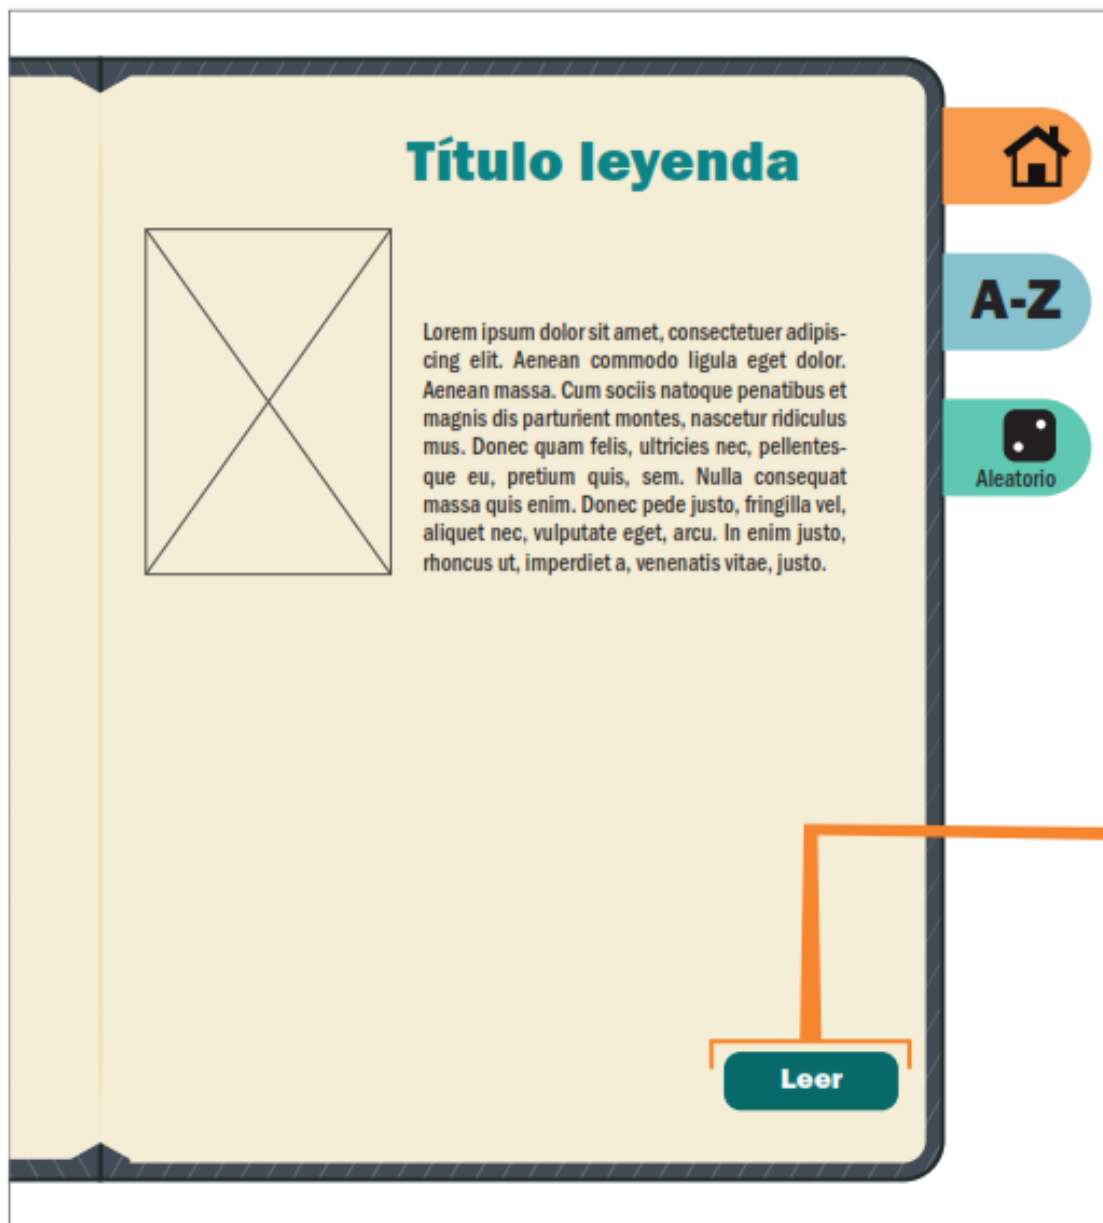 Título leyenda
Lorem ipsum dolor sit amet, consectetuer adipis-
cing elit. Aenean commodo ligula eget dolor.
Aenean massa. Cum sociis natoque penatibus et
magnis dis parturient montes, nascetur ridiculus
mus. Donec quam felis, ultricies nec, pellentes-
que eu, pretium quis, sem. Nulla consequat
massa quis enim. Donec pede justo, fringilla vel,
aliquet nec, vulputate eget, arcu. In enim justo,
rhoncus ut, imperdiet a, venenatis vitae, justo.
A-Z
Aleatorio
Leer